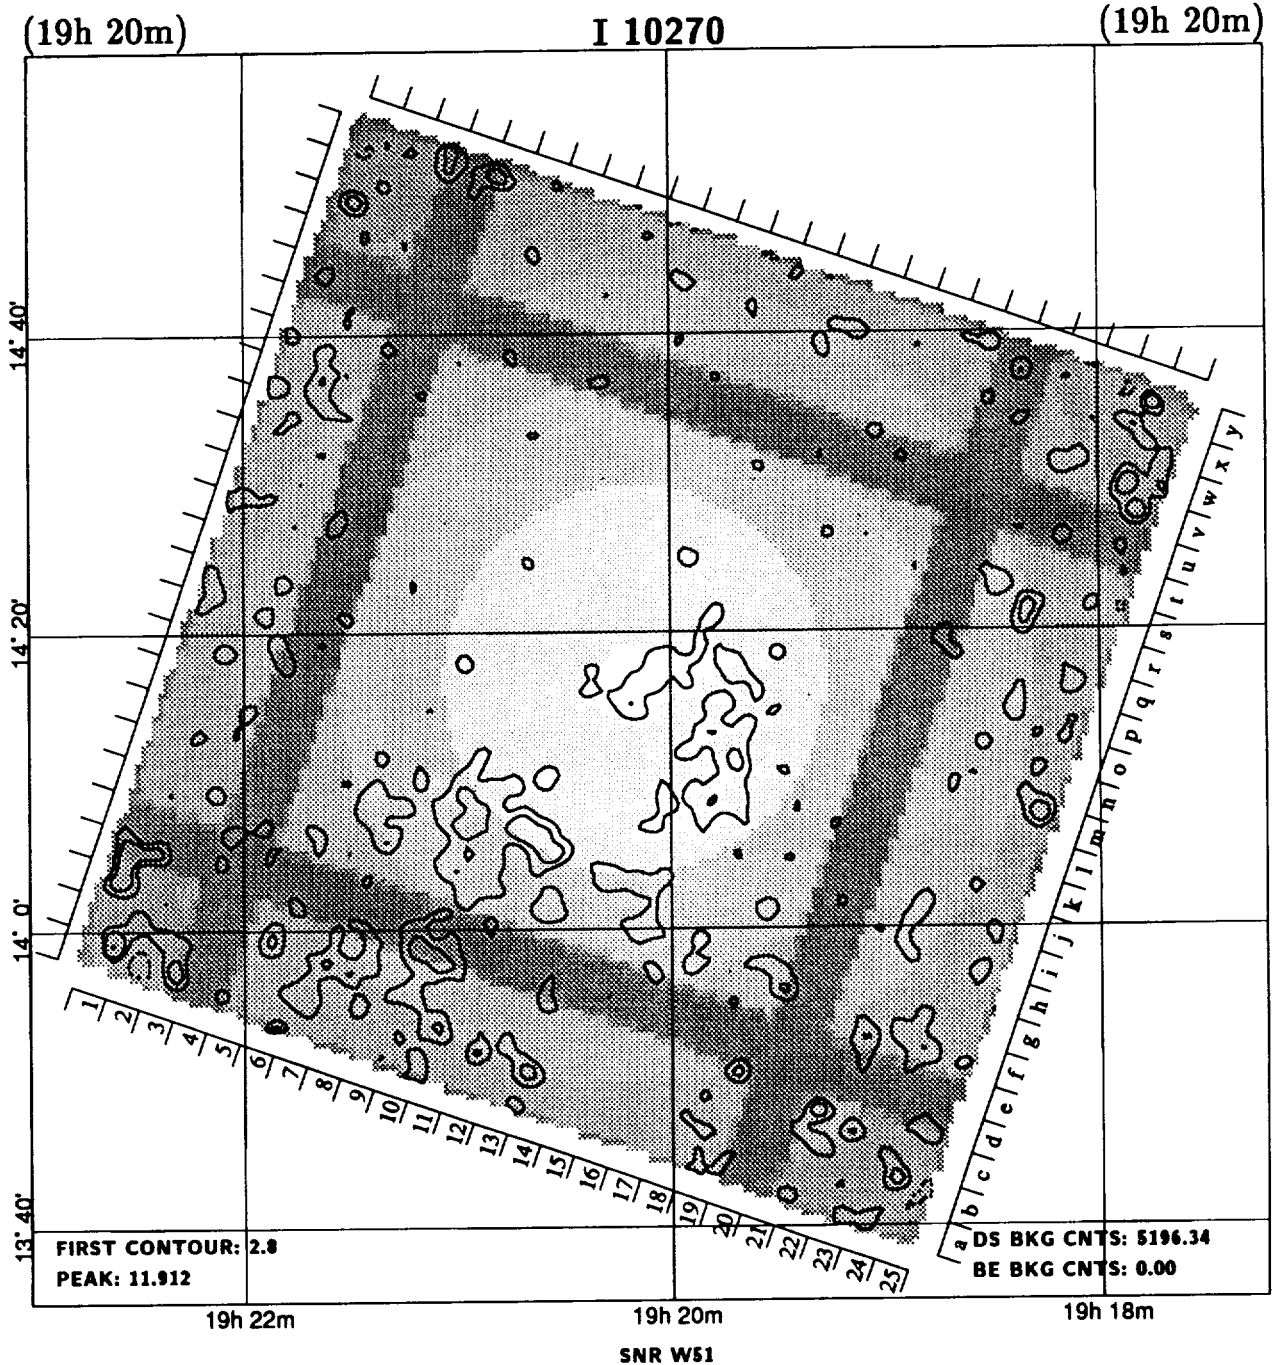 (19h 20m)
I 10270
(19h 20m)
14° 40'
14° 20'
14° 0'
13° 40'
a b c d e f g h i j k l m n o p q r s t u v w x y
1 2 3 4 5 6 7 8 9 10 11 12 13 14 15 16 17 18 19 20 21 22 23 24 25
FIRST CONTOUR: 2.8
PEAK: 11.912
DS BKG CNTS: 5196.34
BE BKG CNTS: 0.00
19h 22m
19h 20m
19h 18m
SNR W51